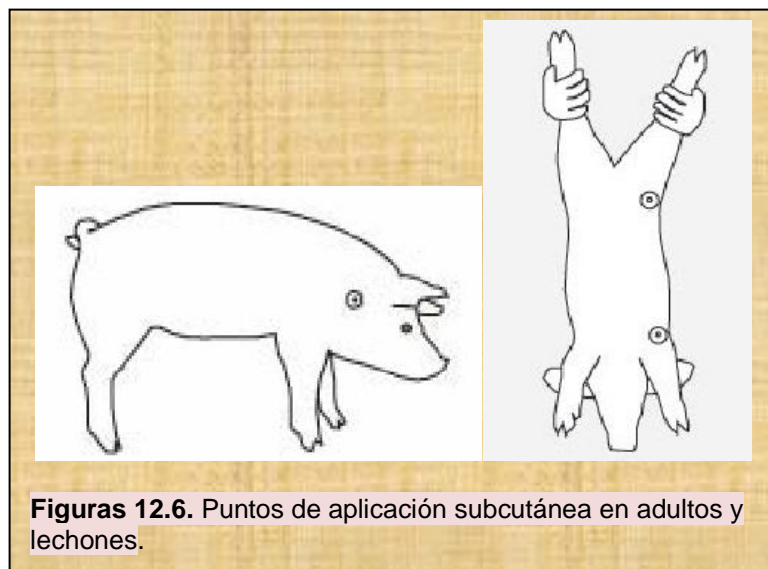 Figuras 12.6. Puntos de aplicación subcutánea en adultos y
lechones.